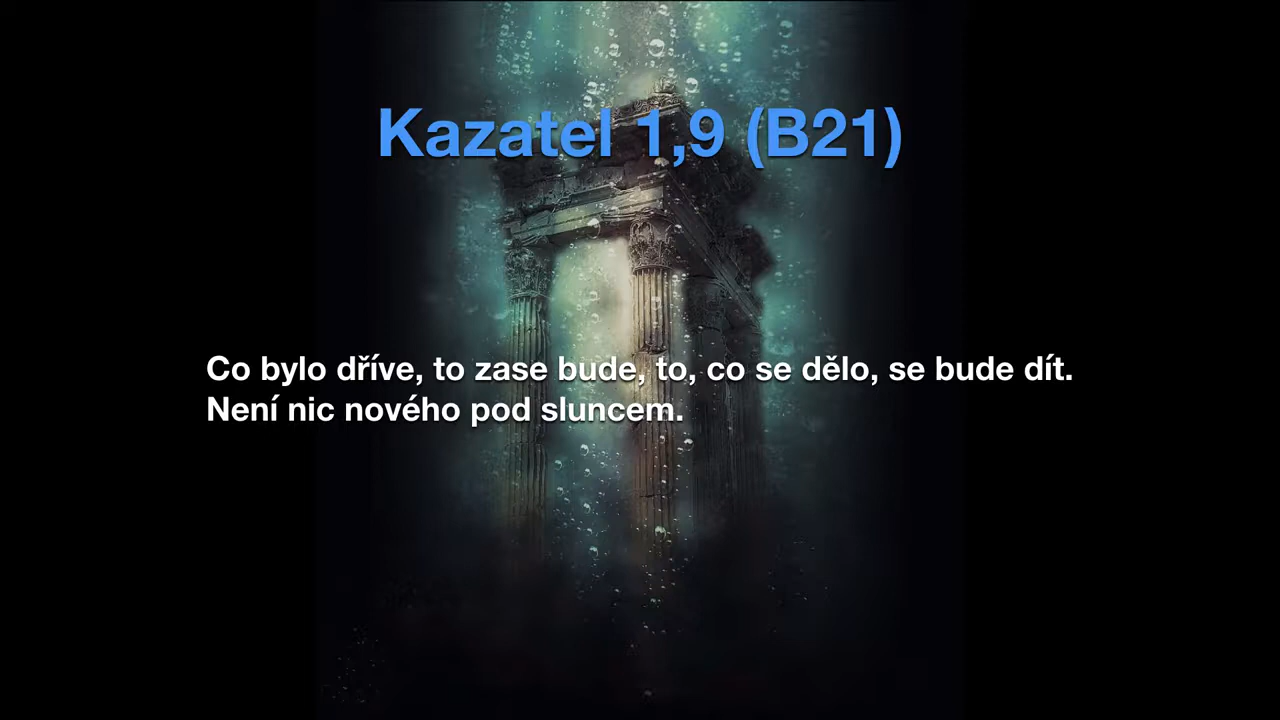 Kazatel 1,9 (B21)
Co bylo dříve, to zase bude, to, co se dělo, se bude dít.
Není nic nového pod sluncem.